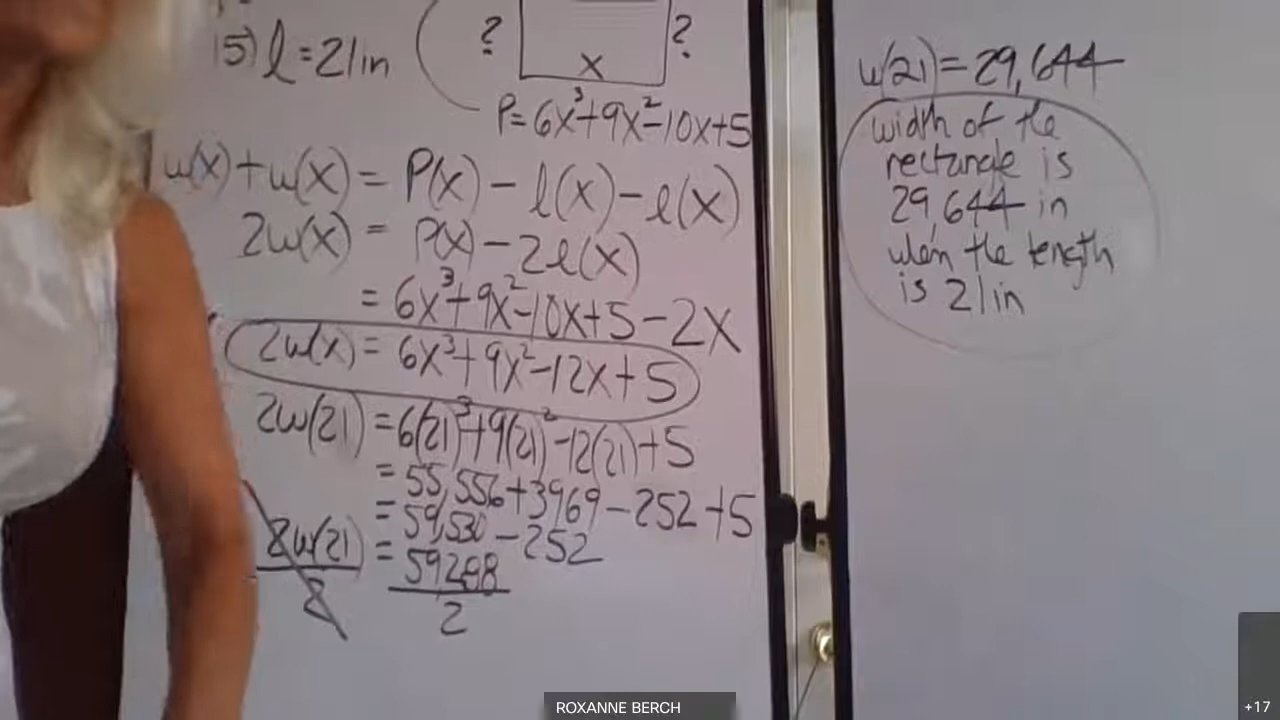 5) l = 21in
? ?
x
P = 6x³+9x²-10x+5
w(x)+w(x) = P(x) - l(x) - l(x)
2w(x) = P(x) - 2l(x)
= 6x³+9x²-10x+5-2x
2w(x) = 6x³+9x²-12x+5
2w(21) = 6(21)³+9(21)²-12(21)+5
= 55,556+3969-252+5
= 59,530-252
2w(21) = 59288
2 2
w(21) = 29,644
width of the
rectangle is
29,644 in
when the length
is 21in
ROXANNE BERCH
+17